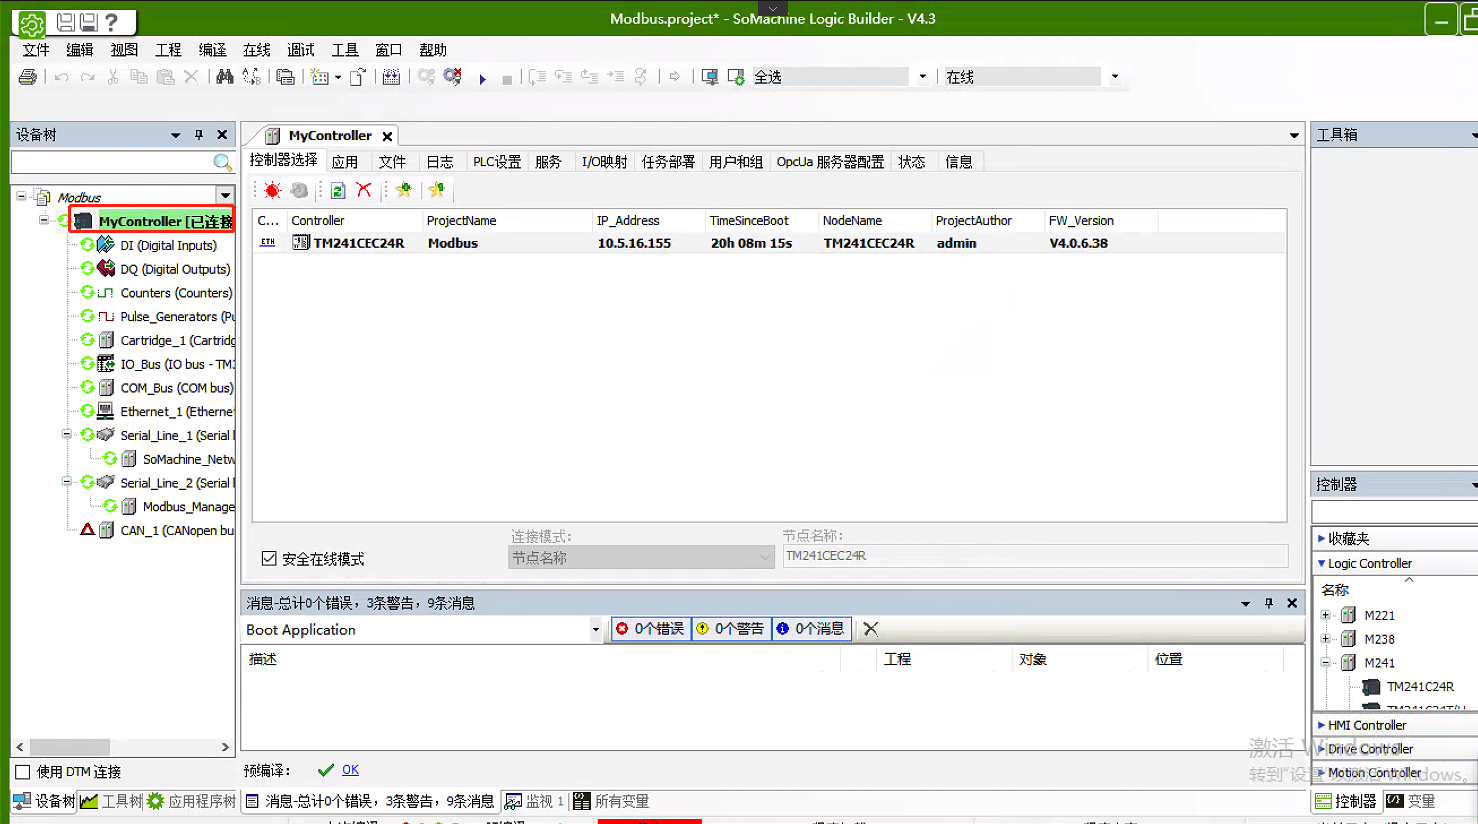 Modbus.project* - SoMachine Logic Builder - V4.3
文件 编辑 视图 工程 编译 在线 调试 工具 窗口 帮助
全选 在线
设备树
Modbus
MyController [已连接
DI (Digital Inputs)
DQ (Digital Outputs)
Counters (Counters)
Pulse_Generators (Pu
Cartridge_1 (Cartridg
IO_Bus (IO bus - TM3
COM_Bus (COM bus)
Ethernet_1 (Etherne
Serial_Line_1 (Serial l
SoMachine_Netw
Serial_Line_2 (Serial l
Modbus_Manage
CAN_1 (CANopen bu
使用 DTM 连接
设备树 工具树 应用程序树
MyController
控制器选择 应用 文件 日志 PLC设置 服务 I/O映射 任务部署 用户和组 OpcUa 服务器配置 状态 信息
C... Controller ProjectName IP_Address TimeSinceBoot NodeName ProjectAuthor FW_Version
ETH TM241CEC24R Modbus 10.5.16.155 20h 08m 15s TM241CEC24R admin V4.0.6.38
安全在线模式
连接模式:
节点名称
节点名称:
TM241CEC24R
消息-总计0个错误，3条警告，9条消息
Boot Application 0个错误 0个警告 0个消息
描述 工程 对象 位置
预编译: OK
消息-总计0个错误，3条警告，9条消息 监视 1 所有变量
工具箱
控制器
收藏夹
Logic Controller
名称
M221
M238
M241
TM241C24R
HMI Controller
Drive Controller
Motion Controller
激活 Windows
转到"设置"以激活 Windows。
控制器 变量